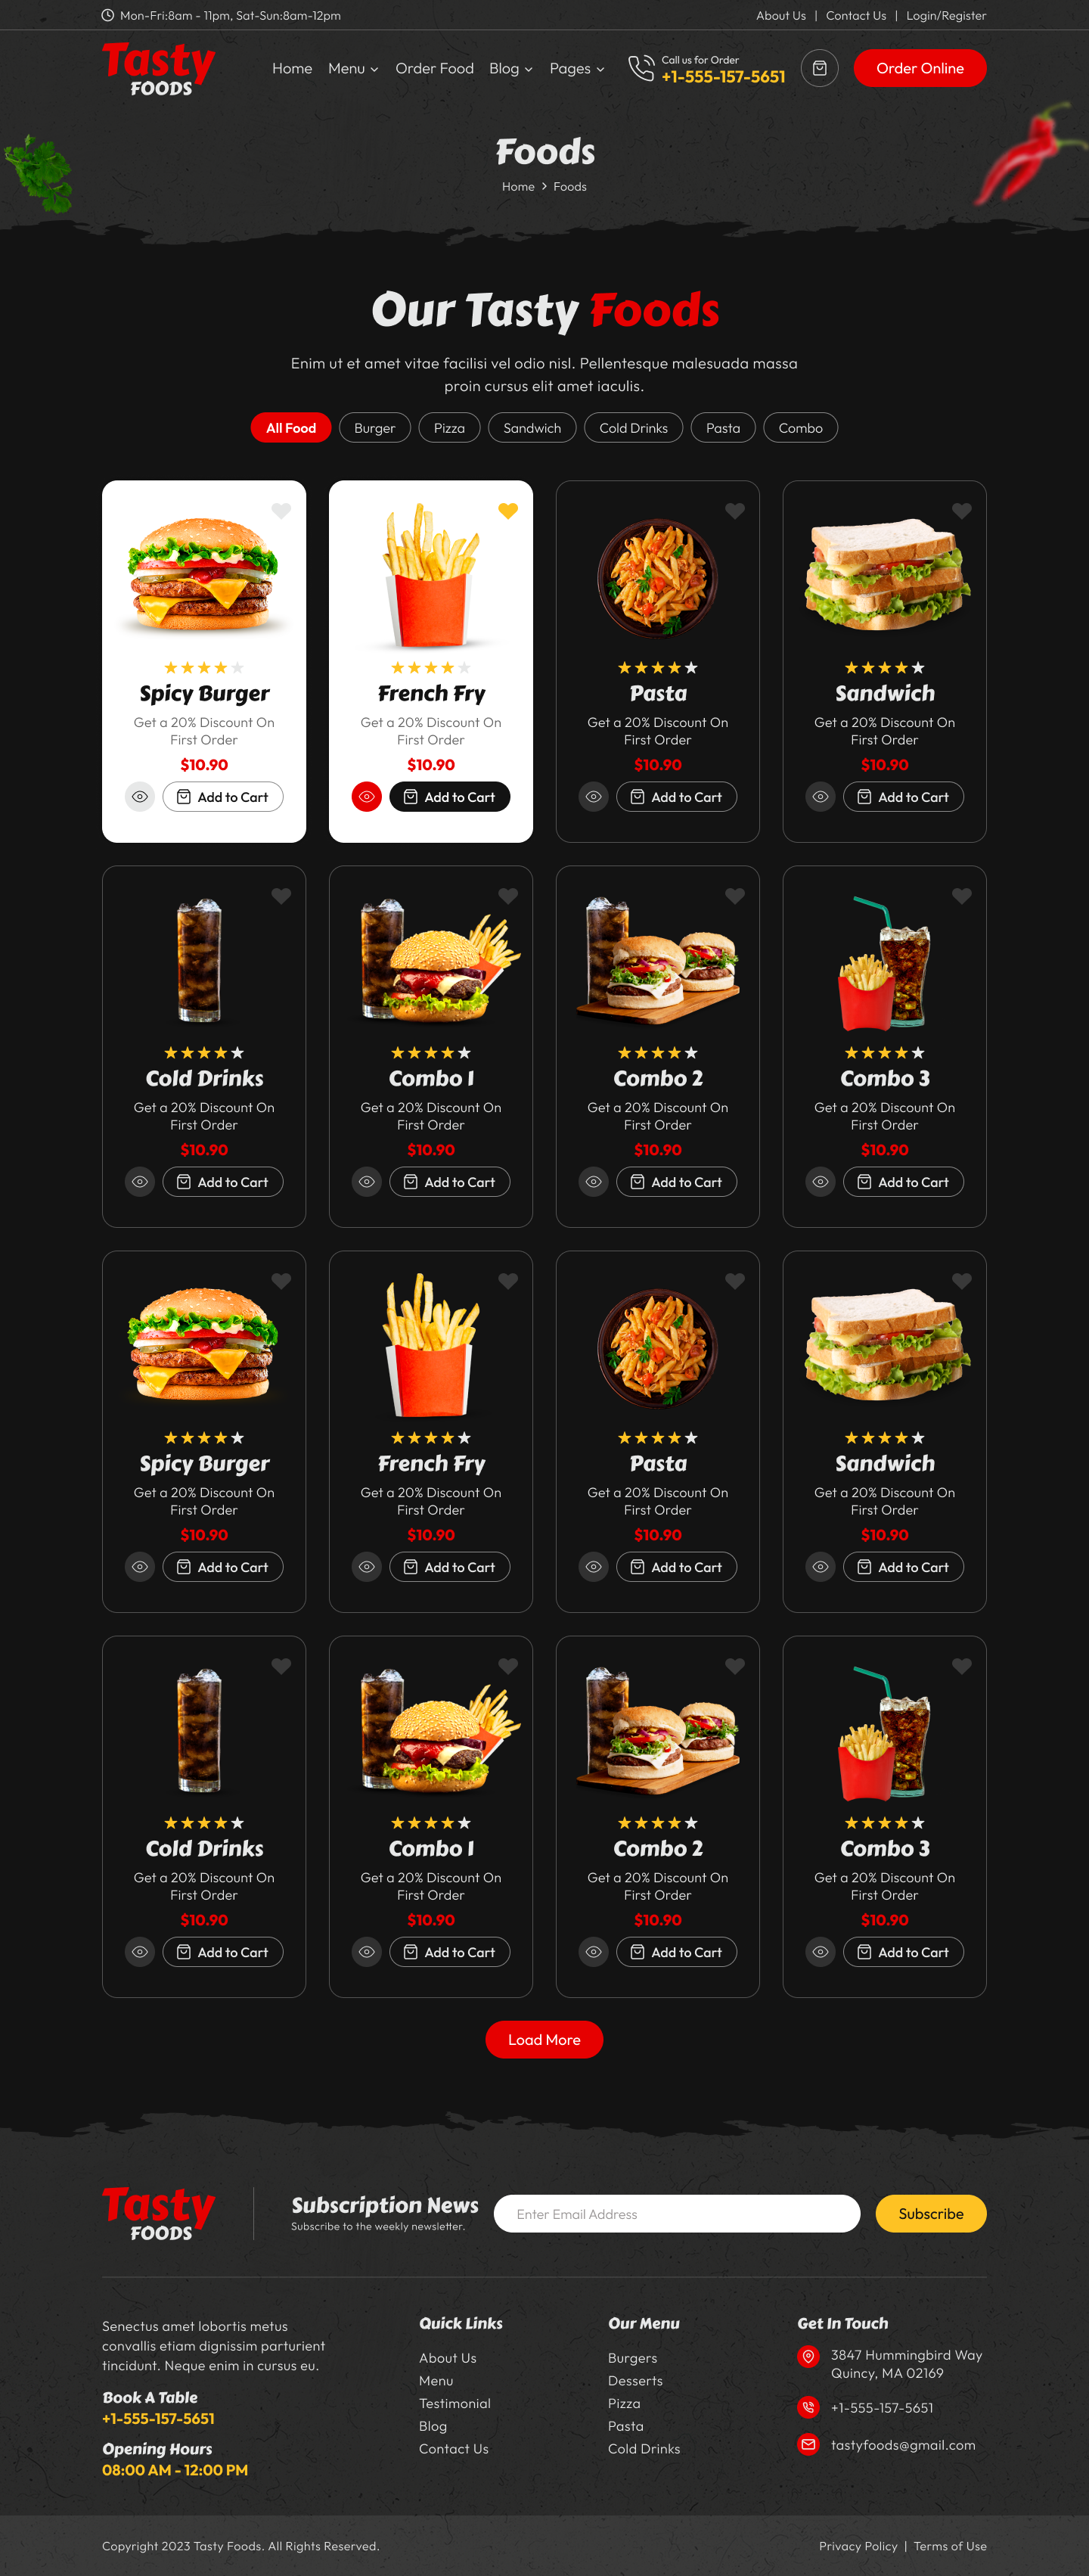 Mon-Fri:8am - 11pm, Sat-Sun:8am-12pm
About Us | Contact Us | Login/Register
Tasty
FOODS
Home Menu Order Food Blog Pages
Call us for Order
+1-555-157-5651
Order Online
Foods
Home > Foods
Our Tasty Foods
Enim ut et amet vitae facilisi vel odio nisl. Pellentesque malesuada massa
proin cursus elit amet iaculis.
All Food Burger Pizza Sandwich Cold Drinks Pasta Combo
Spicy Burger
Get a 20% Discount On
First Order
$10.90
Add to Cart
French Fry
Get a 20% Discount On
First Order
$10.90
Add to Cart
Pasta
Get a 20% Discount On
First Order
$10.90
Add to Cart
Sandwich
Get a 20% Discount On
First Order
$10.90
Add to Cart
Cold Drinks
Get a 20% Discount On
First Order
$10.90
Add to Cart
Combo 1
Get a 20% Discount On
First Order
$10.90
Add to Cart
Combo 2
Get a 20% Discount On
First Order
$10.90
Add to Cart
Combo 3
Get a 20% Discount On
First Order
$10.90
Add to Cart
Spicy Burger
Get a 20% Discount On
First Order
$10.90
Add to Cart
French Fry
Get a 20% Discount On
First Order
$10.90
Add to Cart
Pasta
Get a 20% Discount On
First Order
$10.90
Add to Cart
Sandwich
Get a 20% Discount On
First Order
$10.90
Add to Cart
Cold Drinks
Get a 20% Discount On
First Order
$10.90
Add to Cart
Combo 1
Get a 20% Discount On
First Order
$10.90
Add to Cart
Combo 2
Get a 20% Discount On
First Order
$10.90
Add to Cart
Combo 3
Get a 20% Discount On
First Order
$10.90
Add to Cart
Load More
Tasty
FOODS
Subscription News
Subscribe to the weekly newsletter.
Enter Email Address
Subscribe
Senectus amet lobortis metus
convallis etiam dignissim parturient
tincidunt. Neque enim in cursus eu.
Book A Table
+1-555-157-5651
Opening Hours
08:00 AM - 12:00 PM
Quick Links
About Us
Menu
Testimonial
Blog
Contact Us
Our Menu
Burgers
Desserts
Pizza
Pasta
Cold Drinks
Get In Touch
3847 Hummingbird Way
Quincy, MA 02169
+1-555-157-5651
tastyfoods@gmail.com
Copyright 2023 Tasty Foods. All Rights Reserved.
Privacy Policy | Terms of Use